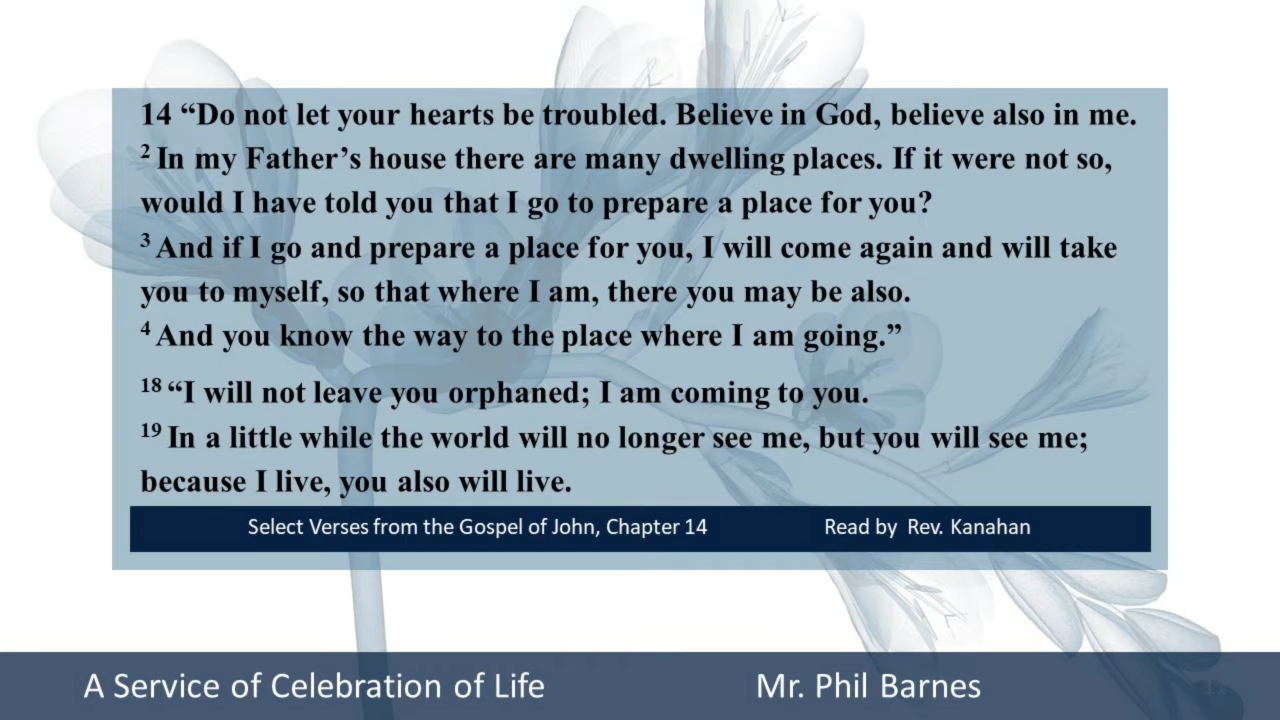 14 “Do not let your hearts be troubled. Believe in God, believe also in me.
2 In my Father’s house there are many dwelling places. If it were not so,
would I have told you that I go to prepare a place for you?
3 And if I go and prepare a place for you, I will come again and will take
you to myself, so that where I am, there you may be also.
4 And you know the way to the place where I am going.”
18 “I will not leave you orphaned; I am coming to you.
19 In a little while the world will no longer see me, but you will see me;
because I live, you also will live.
Select Verses from the Gospel of John, Chapter 14 Read by Rev. Kanahan
A Service of Celebration of Life Mr. Phil Barnes